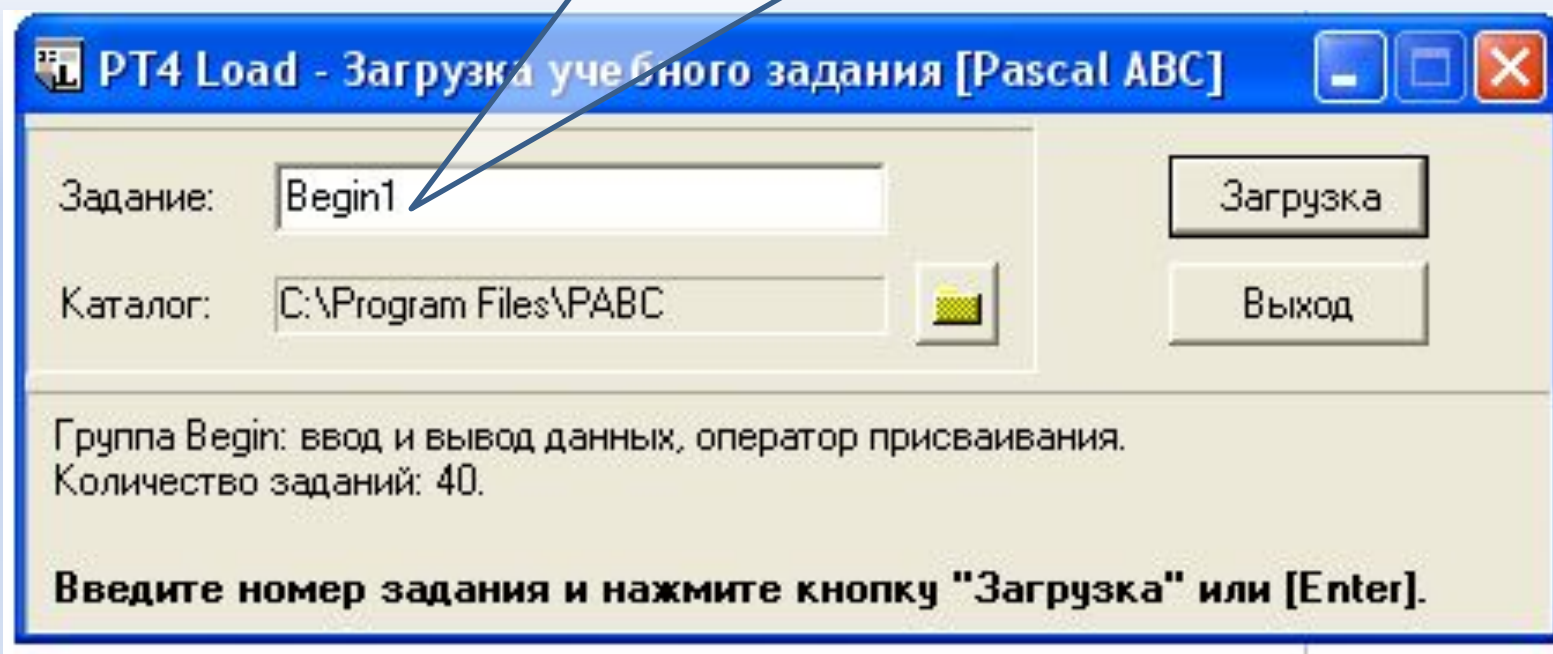 PT4 Load - Загрузка учебного задания [Pascal ABC]
Задание: Begin1 Загрузка
Каталог: C:\Program Files\PABC Выход
Группа Begin: ввод и вывод данных, оператор присваивания.
Количество заданий: 40.
Введите номер задания и нажмите кнопку "Загрузка" или [Enter].